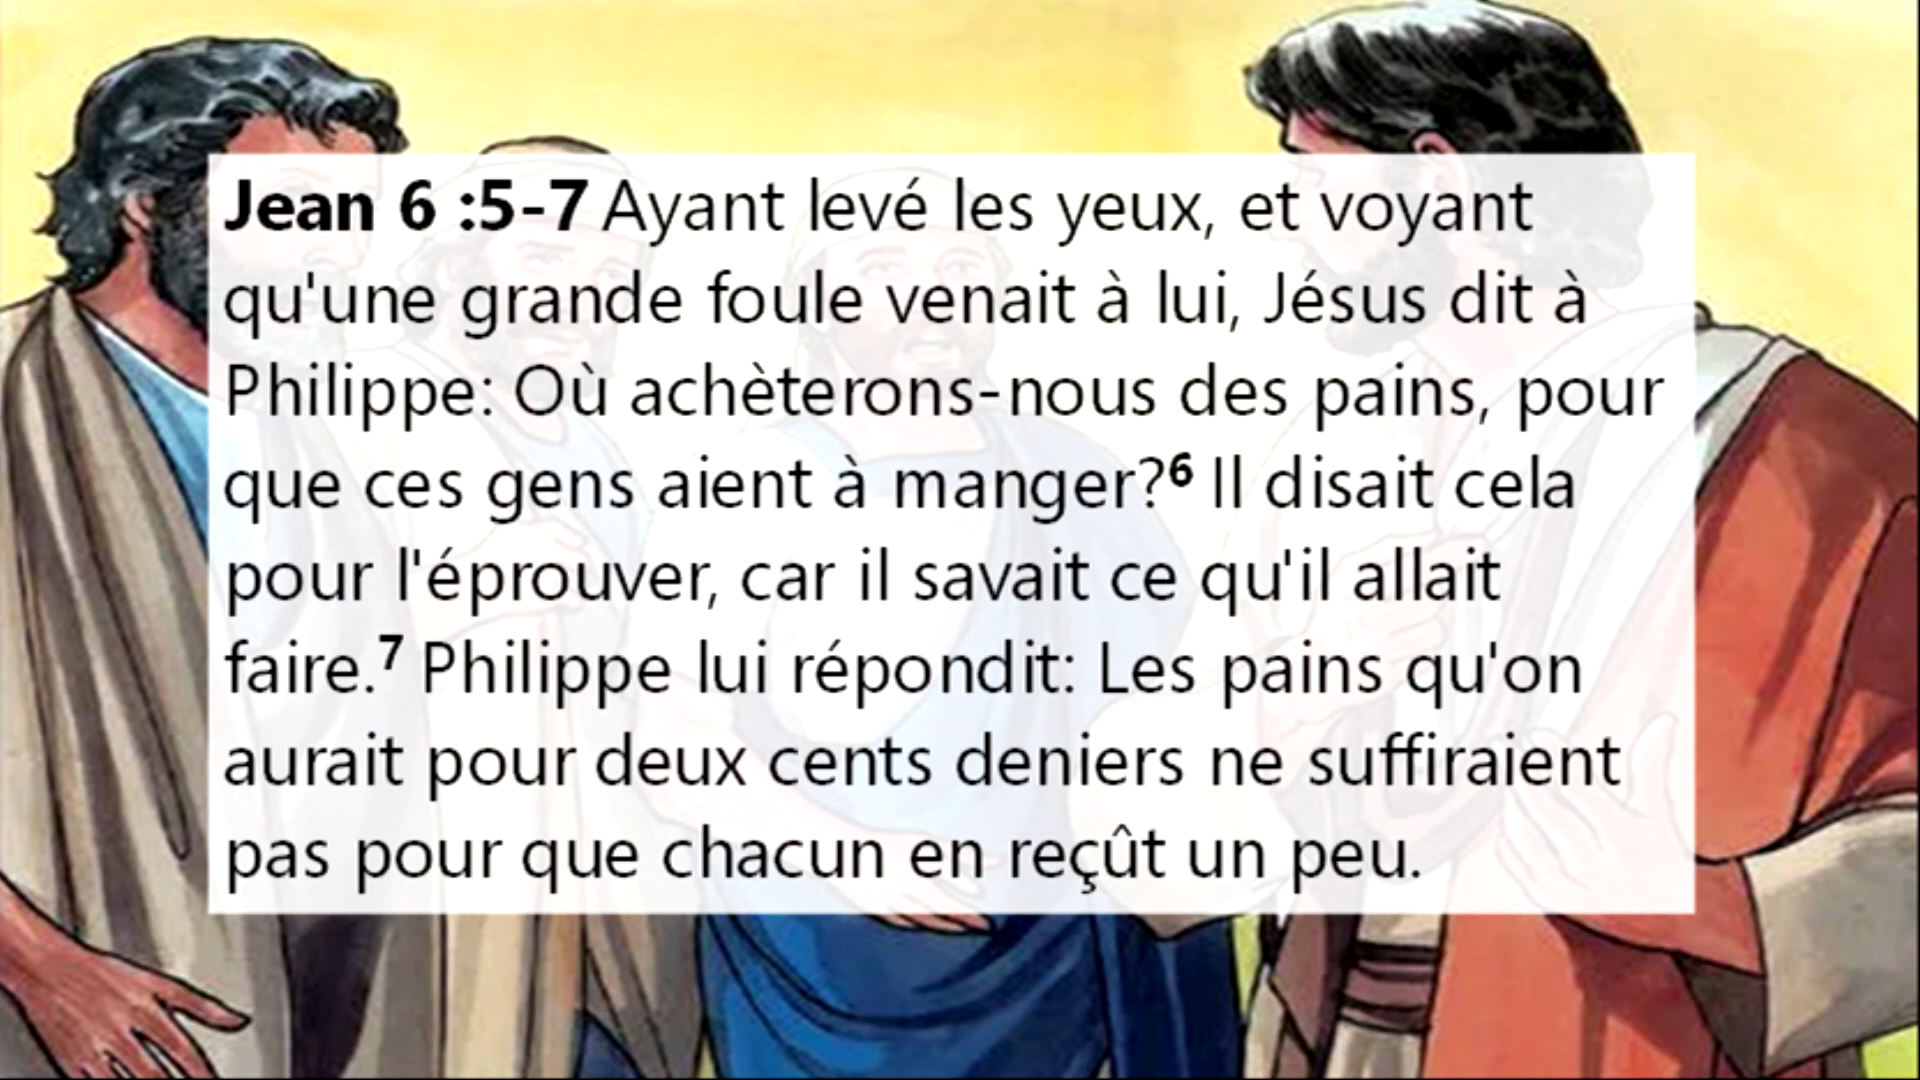 Jean 6 :5-7 Ayant levé les yeux, et voyant
qu'une grande foule venait à lui, Jésus dit à
Philippe: Où achèterons-nous des pains, pour
que ces gens aient à manger?⁶ Il disait cela
pour l'éprouver, car il savait ce qu'il allait
faire.⁷ Philippe lui répondit: Les pains qu'on
aurait pour deux cents deniers ne suffiraient
pas pour que chacun en reçût un peu.